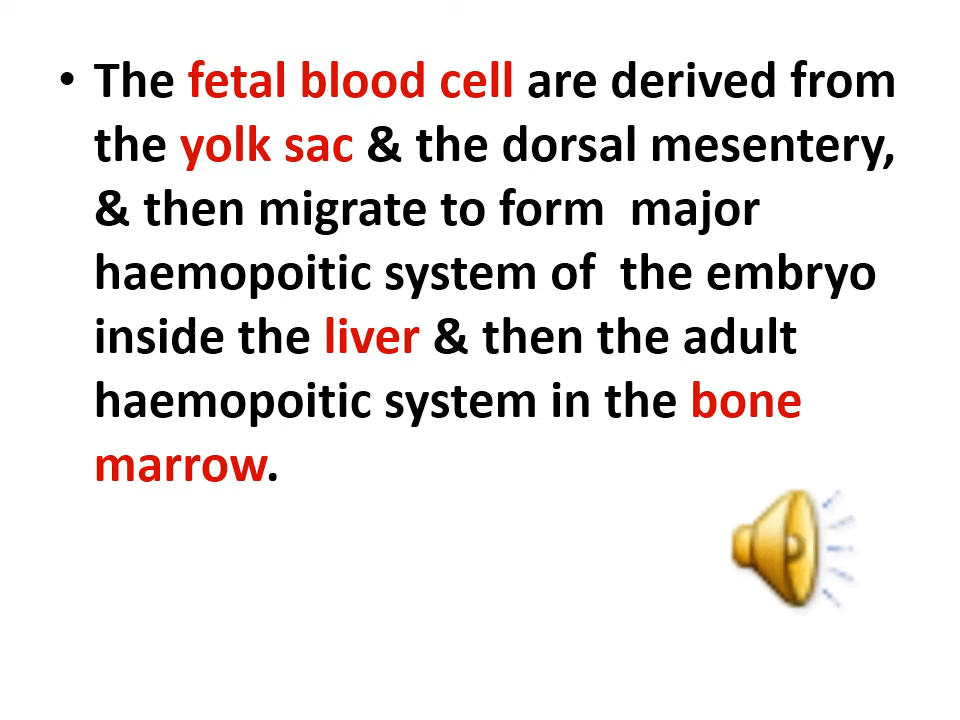 • The fetal blood cell are derived from
the yolk sac & the dorsal mesentery,
& then migrate to form  major
haemopoitic system of  the embryo
inside the liver & then the adult
haemopoitic system in the bone
marrow.